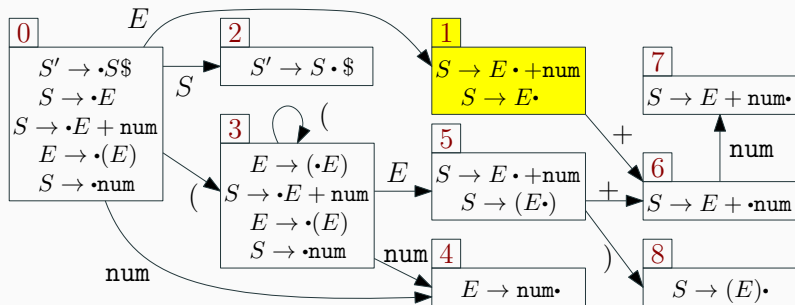 0
S′ → •S$
S → •E
S → •E + num
E → •(E)
S → •num
E
S
(
num
2
S′ → S • $
3
E → (•E)
S → •E + num
E → •(E)
S → •num
(
E
num
1
S → E • +num
S → E•
5
S → E • +num
S → (E•)
4
E → num•
+
+
)
7
S → E + num•
num
6
S → E + •num
8
S → (E)•